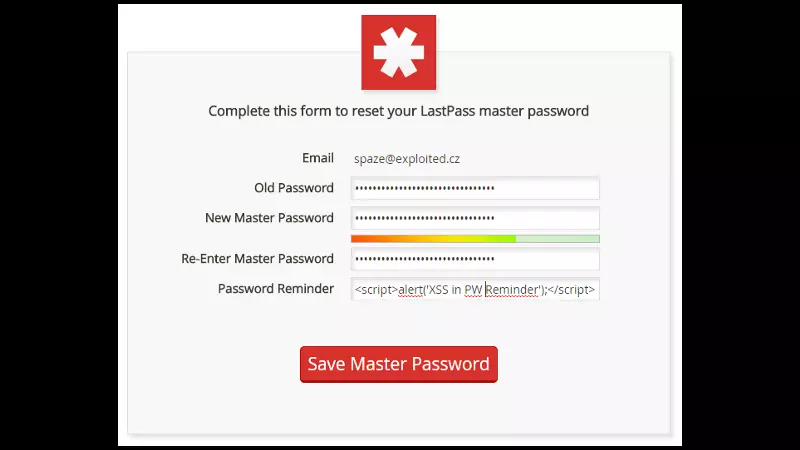 Complete this form to reset your LastPass master password
Email spaze@exploited.cz
Old Password ••••••••••••••••••••••••••••••••
New Master Password ••••••••••••••••••••••••••••••••
Re-Enter Master Password ••••••••••••••••••••••••••••••••
Password Reminder <script>alert('XSS in PW Reminder');</script>
Save Master Password